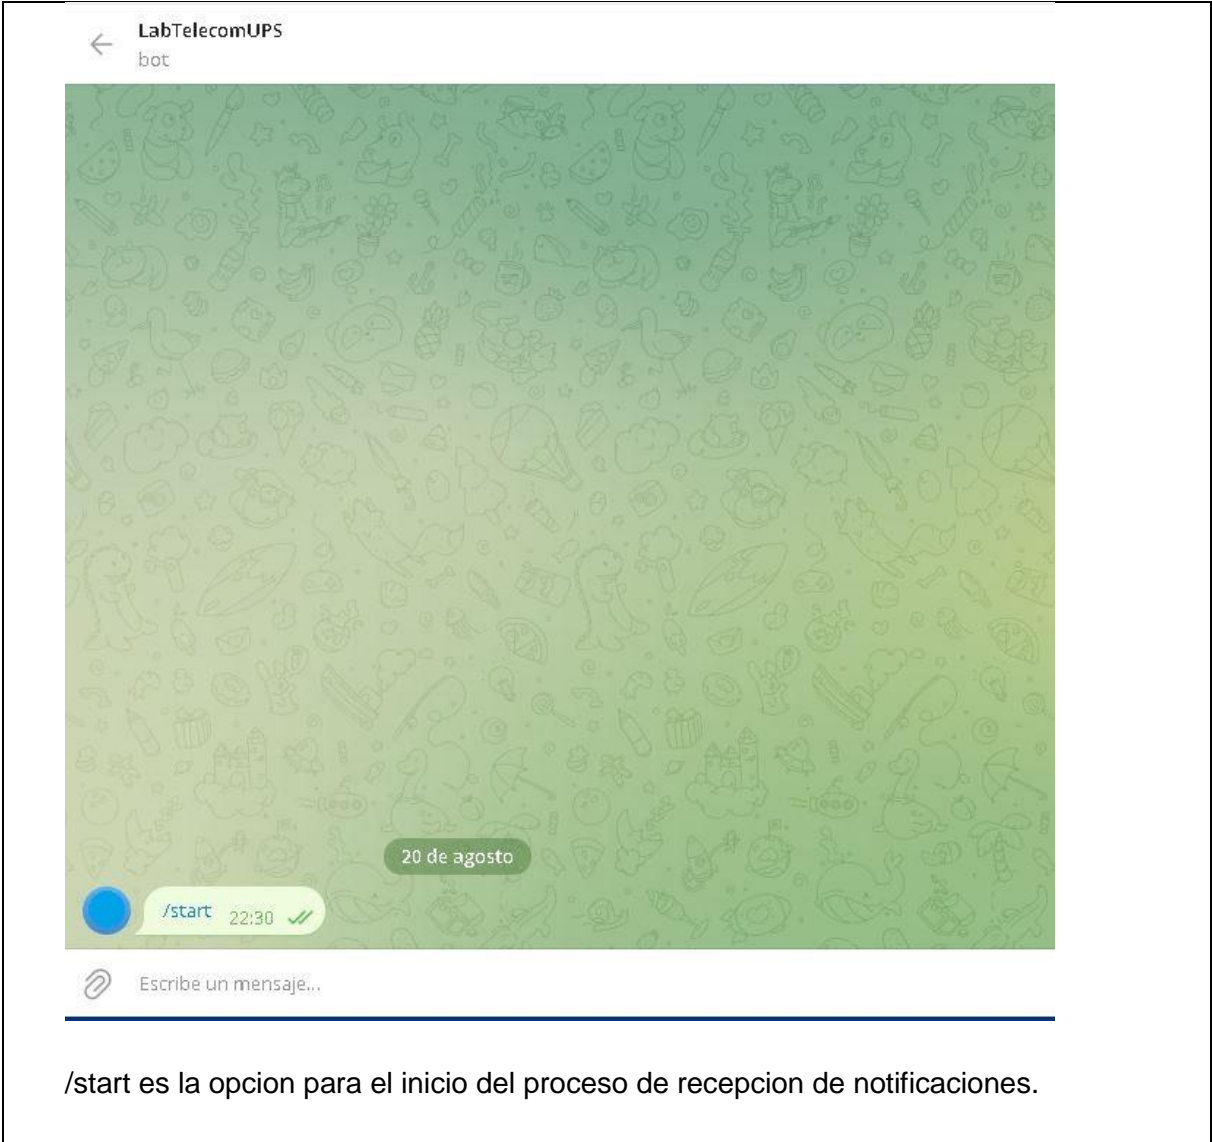 LabTelecomUPS
bot
20 de agosto
/start 22:30
Escribe un mensaje...
/start es la opcion para el inicio del proceso de recepcion de notificaciones.